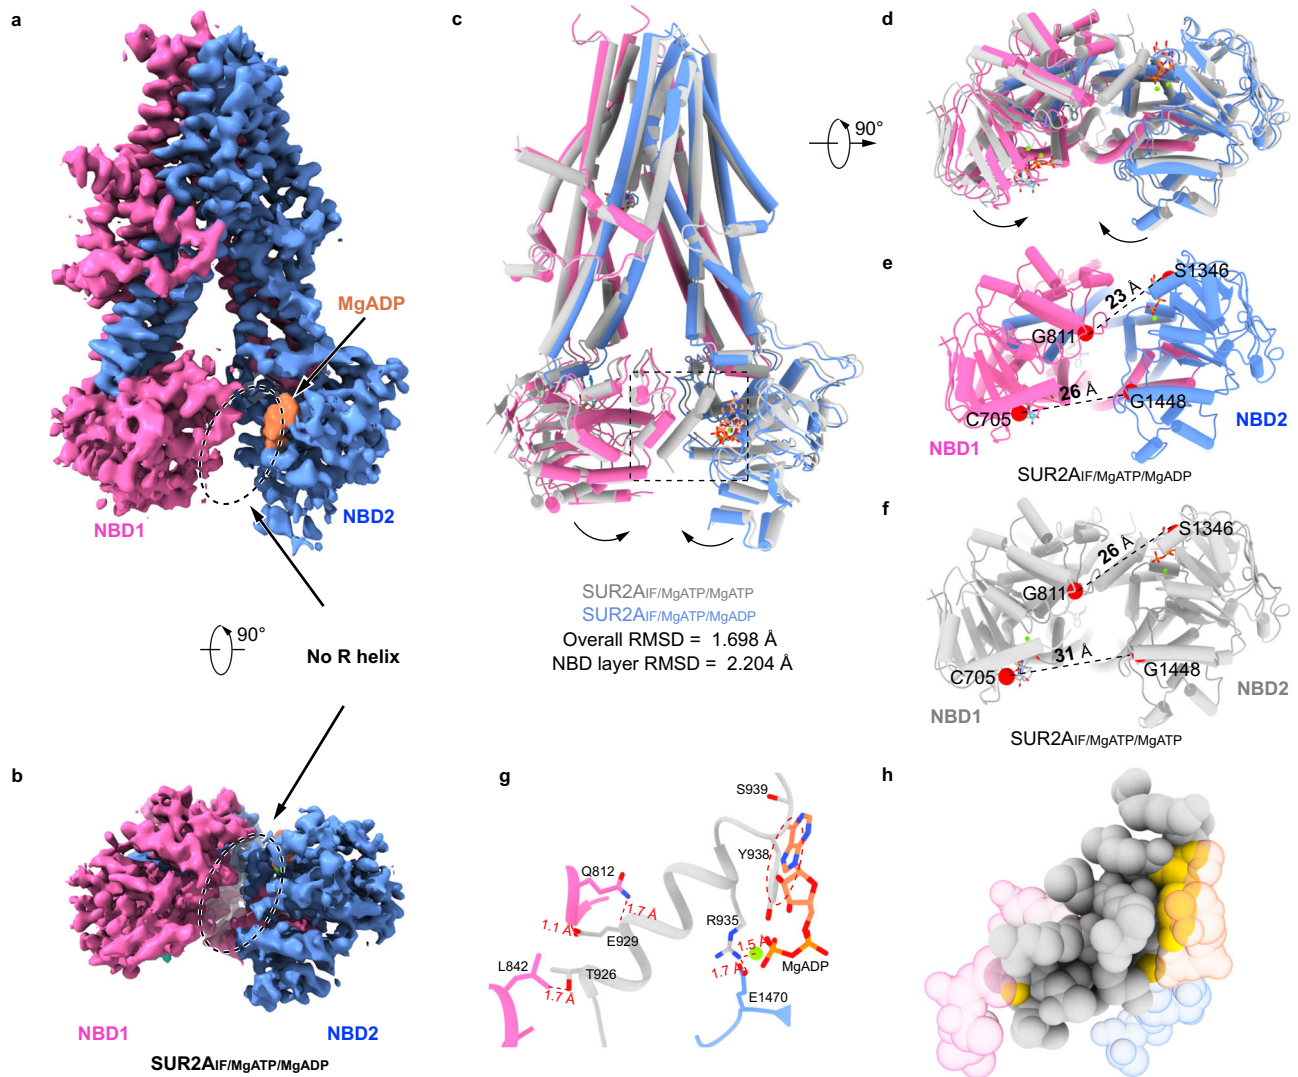 a
MgADP
NBD1
NBD2
90°
No R helix
b
NBD1
NBD2
SUR2AIF/MgATP/MgADP
c
90°
SUR2AIF/MgATP/MgATP
SUR2AIF/MgATP/MgADP
Overall RMSD = 1.698 Å
NBD layer RMSD = 2.204 Å
d
e
S1346
23 Å
G811
26 Å
G1448
C705
NBD1
NBD2
SUR2AIF/MgATP/MgADP
f
S1346
26 Å
G811
31 Å
G1448
C705
NBD1
NBD2
SUR2AIF/MgATP/MgATP
g
S939
Y938
Q812
1.7 Å
R935
1.1 Å
E929
1.5 Å
L842
T926
1.7 Å
MgADP
1.7 Å
E1470
h